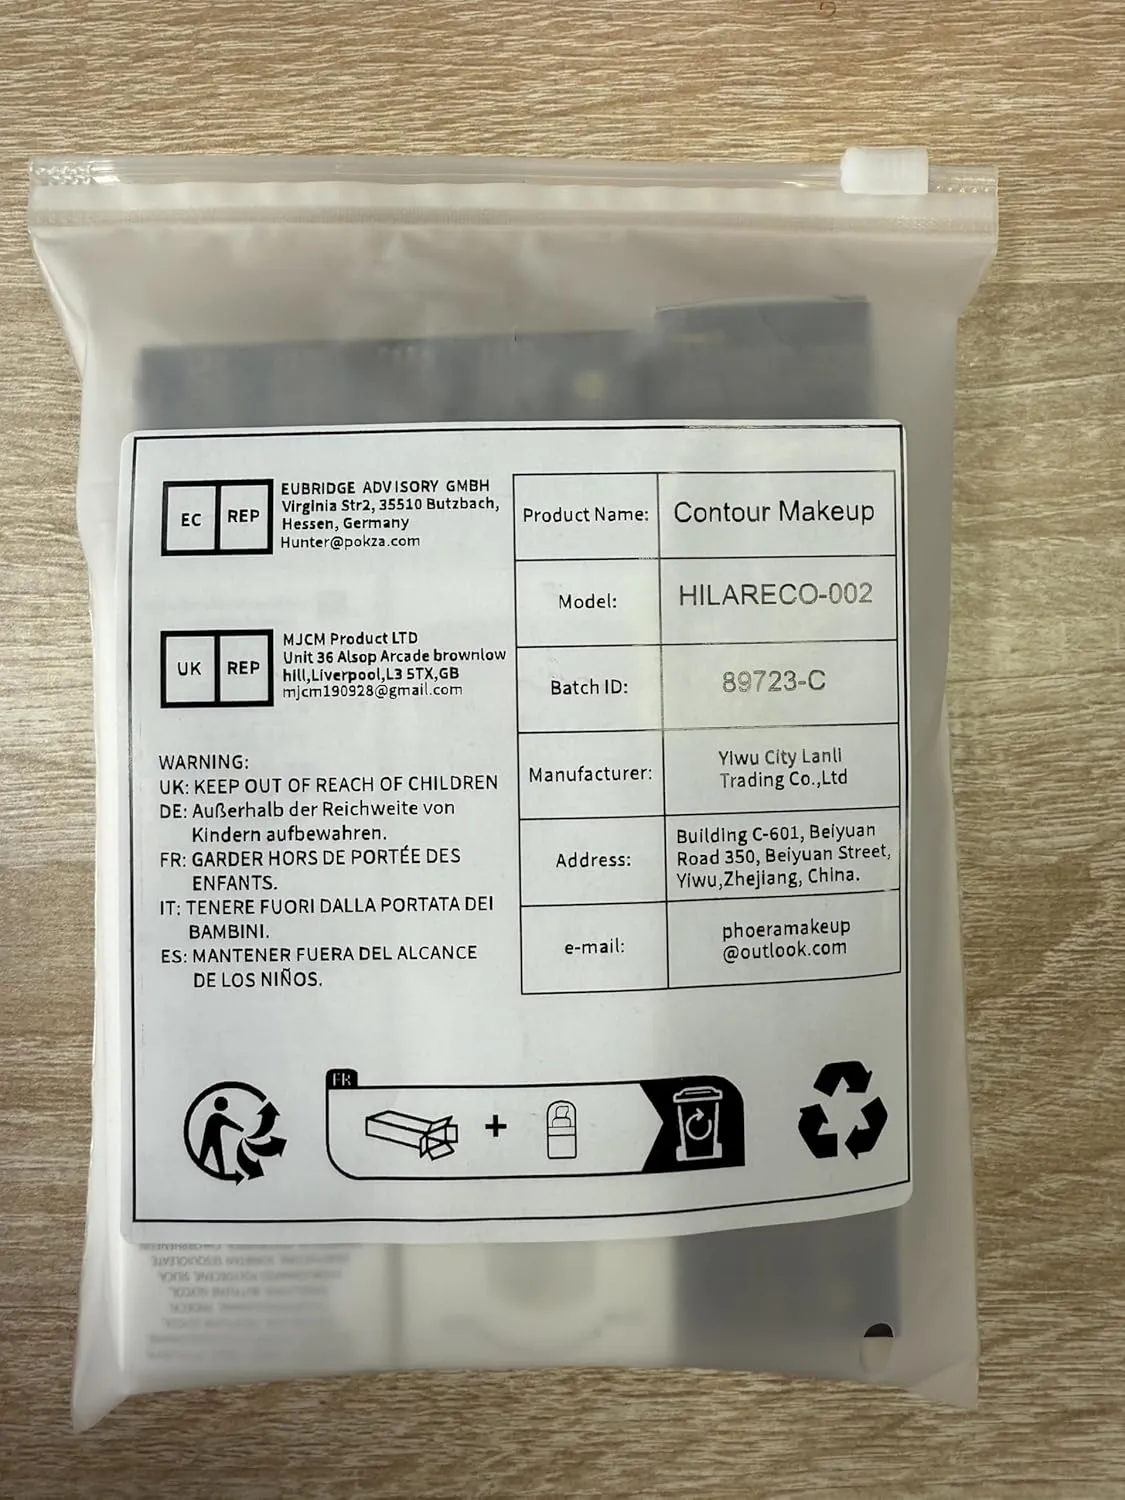 EC REP
EUBRIDGE ADVISORY GMBH
Virginia Str2, 35510 Butzbach,
Hessen, Germany
Hunter@pokza.com
UK REP
MJCM Product LTD
Unit 36 Alsop Arcade brownlow
hill,Liverpool,L3 5TX,GB
mjcm190928@gmail.com
WARNING:
UK: KEEP OUT OF REACH OF CHILDREN
DE: Außerhalb der Reichweite von
Kindern aufbewahren.
FR: GARDER HORS DE PORTÉE DES
ENFANTS.
IT: TENERE FUORI DALLA PORTATA DEI
BAMBINI.
ES: MANTENER FUERA DEL ALCANCE
DE LOS NIÑOS.
Product Name: Contour Makeup
Model: HILARECO-002
Batch ID: 89723-C
Manufacturer: Yiwu City Lanli
Trading Co.,Ltd
Address: Building C-601, Beiyuan
Road 350, Beiyuan Street,
Yiwu,Zhejiang, China.
e-mail: phoeramakeup
@outlook.com
FR
+